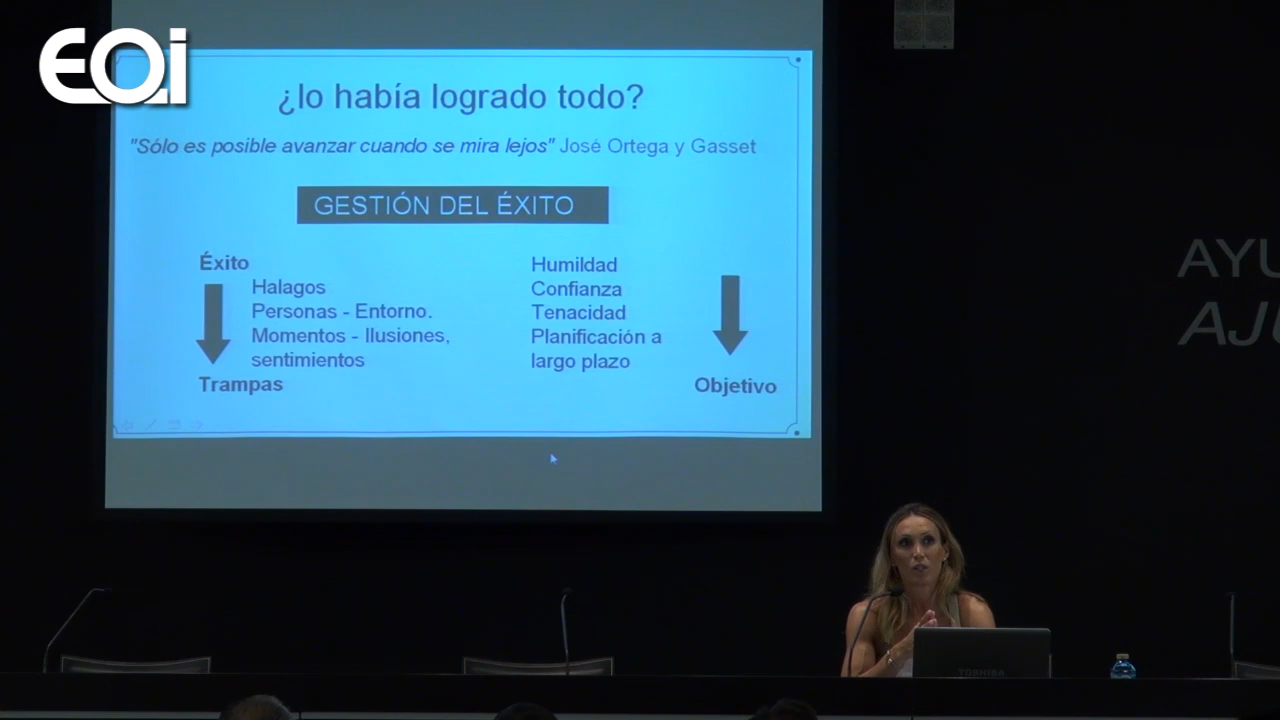 EOi
¿lo había logrado todo?
"Sólo es posible avanzar cuando se mira lejos" José Ortega y Gasset
GESTIÓN DEL ÉXITO
Éxito
Halagos
Personas - Entorno.
Momentos - Ilusiones,
sentimientos
Trampas
Humildad
Confianza
Tenacidad
Planificación a
largo plazo
Objetivo
AYU
AJU
TOSHIBA